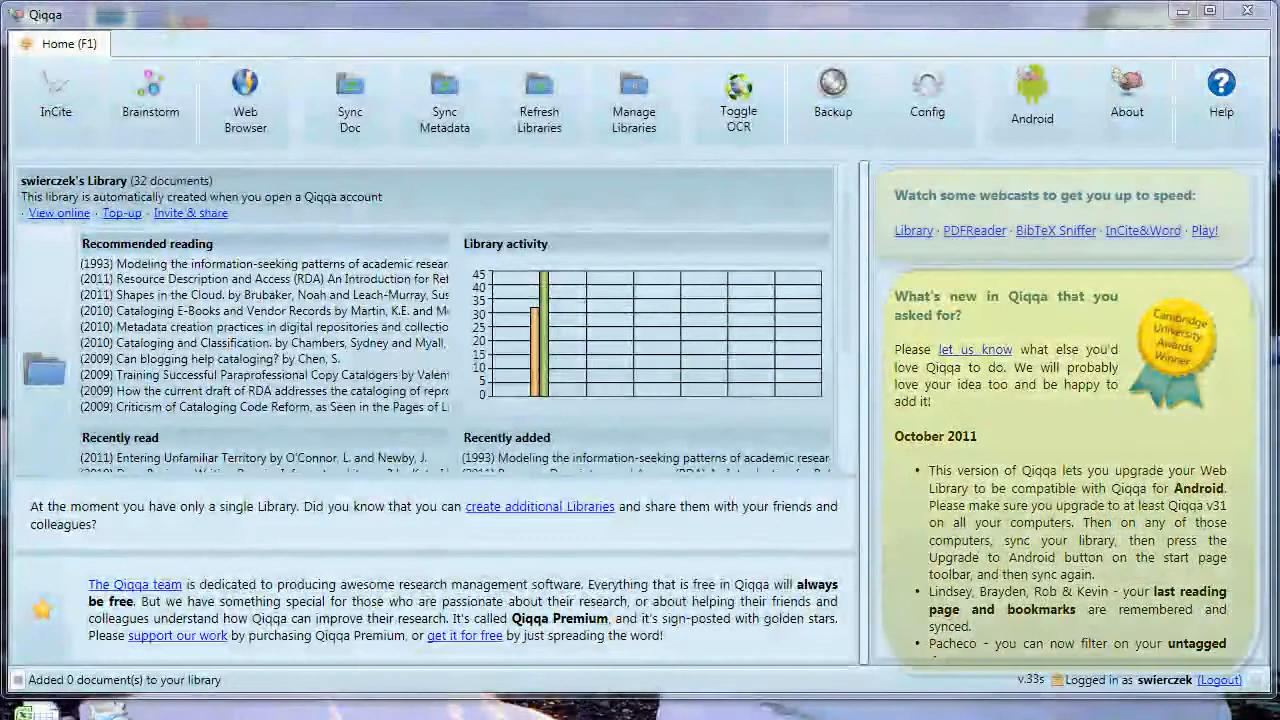 Qiqqa
Home (F1)
InCite
Brainstorm
Web Browser
Sync Doc
Sync Metadata
Refresh Libraries
Manage Libraries
Toggle OCR
Backup
Config
Android
About
Help
swierczek's Library (32 documents)
This library is automatically created when you open a Qiqqa account
· View online · Top-up · Invite & share
Recommended reading
(1993) Modeling the information-seeking patterns of academic resear
(2011) Resource Description and Access (RDA) An Introduction for Ref
(2011) Shapes in the Cloud. by Brubaker, Noah and Leach-Murray, Sus
(2010) Cataloging E-Books and Vendor Records by Martin, K.E. and M
(2010) Metadata creation practices in digital repositories and collectio
(2010) Cataloging and Classification. by Chambers, Sydney and Myall,
(2009) Can blogging help cataloging? by Chen, S.
(2009) Training Successful Paraprofessional Copy Catalogers by Valen
(2009) How the current draft of RDA addresses the cataloging of repr
(2009) Criticism of Cataloging Code Reform, as Seen in the Pages of L
Library activity
45
40
35
30
25
20
15
10
5
0
Recently read
(2011) Entering Unfamiliar Territory by O'Connor, L. and Newby, J.
Recently added
(1993) Modeling the information-seeking patterns of academic resear
At the moment you have only a single Library. Did you know that you can create additional Libraries and share them with your friends and
colleagues?
The Qiqqa team is dedicated to producing awesome research management software. Everything that is free in Qiqqa will always
be free. But we have something special for those who are passionate about their research, or about helping their friends and
colleagues understand how Qiqqa can improve their research. It's called Qiqqa Premium, and it's sign-posted with golden stars.
Please support our work by purchasing Qiqqa Premium, or get it for free by just spreading the word!
Watch some webcasts to get you up to speed:
Library · PDFReader · BibTeX Sniffer · InCite&Word · Play!
What's new in Qiqqa that you
asked for?
Cambridge
University
Awards
Winner
Please let us know what else you'd
love Qiqqa to do. We will probably
love your idea too and be happy to
add it!
October 2011
• This version of Qiqqa lets you upgrade your Web
Library to be compatible with Qiqqa for Android.
Please make sure you upgrade to at least Qiqqa v31
on all your computers. Then on any of those
computers, sync your library, then press the
Upgrade to Android button on the start page
toolbar, and then sync again.
• Lindsey, Brayden, Rob & Kevin - your last reading
page and bookmarks are remembered and
synced.
• Pacheco - you can now filter on your untagged
Added 0 document(s) to your library
v.33s
Logged in as swierczek (Logout)